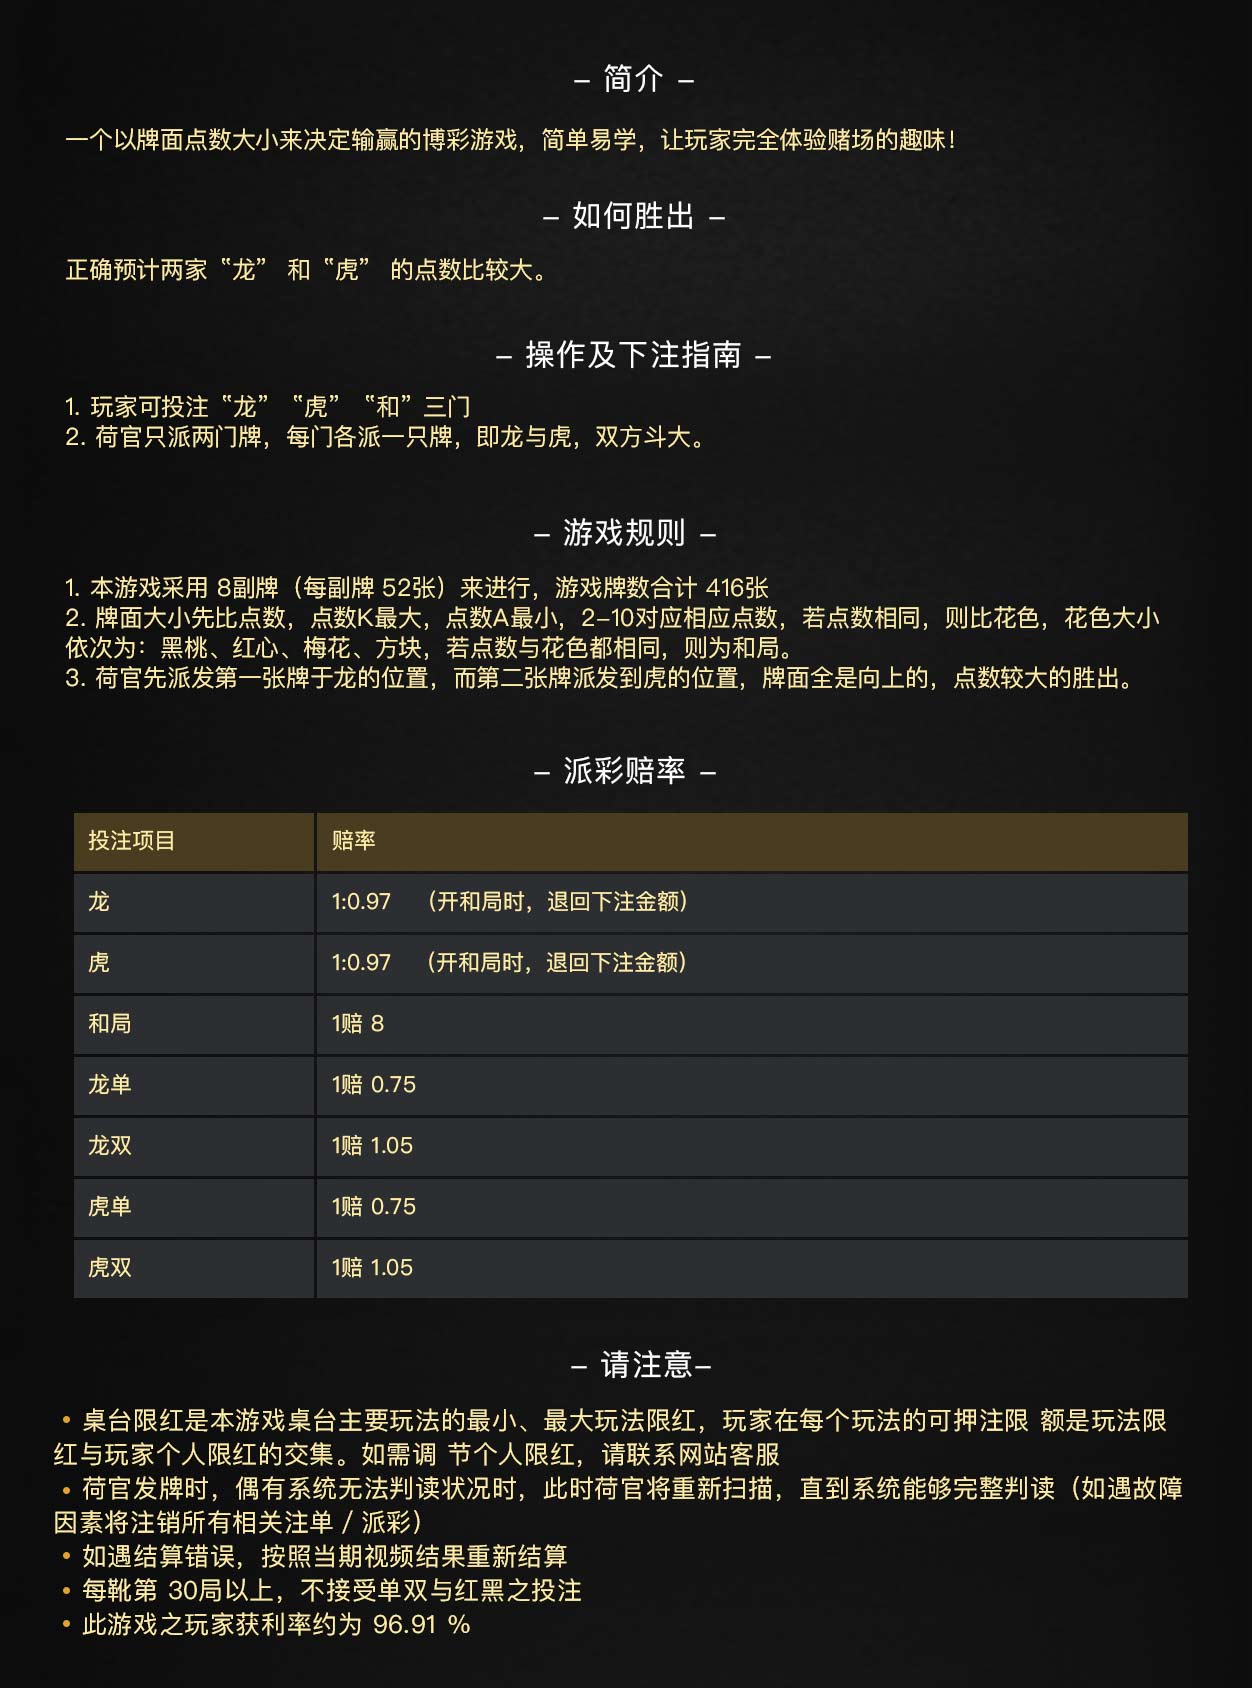 – 简介 –
一个以牌面点数大小来决定输赢的博彩游戏，简单易学，让玩家完全体验赌场的趣味！
– 如何胜出 –
正确预计两家〝龙〞 和〝虎〞 的点数比较大。
– 操作及下注指南 –
1. 玩家可投注〝龙〞〝虎〞〝和〞三门
2. 荷官只派两门牌，每门各派一只牌，即龙与虎，双方斗大。
– 游戏规则 –
1. 本游戏采用 8副牌（每副牌 52张）来进行，游戏牌数合计 416张
2. 牌面大小先比点数，点数K最大，点数A最小，2–10对应相应点数，若点数相同，则比花色，花色大小
依次为：黑桃、红心、梅花、方块，若点数与花色都相同，则为和局。
3. 荷官先派发第一张牌于龙的位置，而第二张牌派发到虎的位置，牌面全是向上的，点数较大的胜出。
– 派彩赔率 –
投注项目 赔率
龙 1:0.97 （开和局时，退回下注金额）
虎 1:0.97 （开和局时，退回下注金额）
和局 1赔 8
龙单 1赔 0.75
龙双 1赔 1.05
虎单 1赔 0.75
虎双 1赔 1.05
– 请注意–
• 桌台限红是本游戏桌台主要玩法的最小、最大玩法限红，玩家在每个玩法的可押注限 额是玩法限
红与玩家个人限红的交集。如需调 节个人限红，请联系网站客服
• 荷官发牌时，偶有系统无法判读状况时，此时荷官将重新扫描，直到系统能够完整判读（如遇故障
因素将注销所有相关注单 / 派彩）
• 如遇结算错误，按照当期视频结果重新结算
• 每靴第 30局以上，不接受单双与红黑之投注
• 此游戏之玩家获利率约为 96.91 %